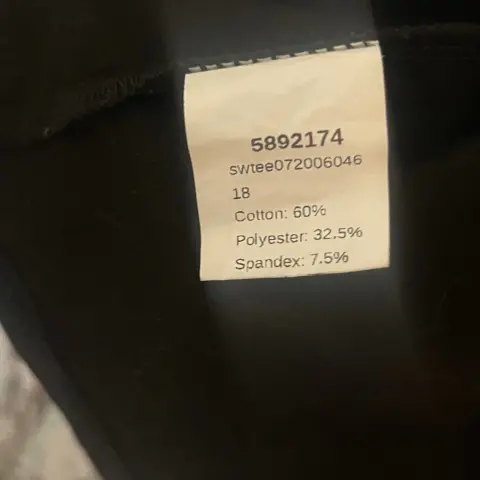 5892174
swtee072006046
18
Cotton: 60%
Polyester: 32.5%
Spandex: 7.5%